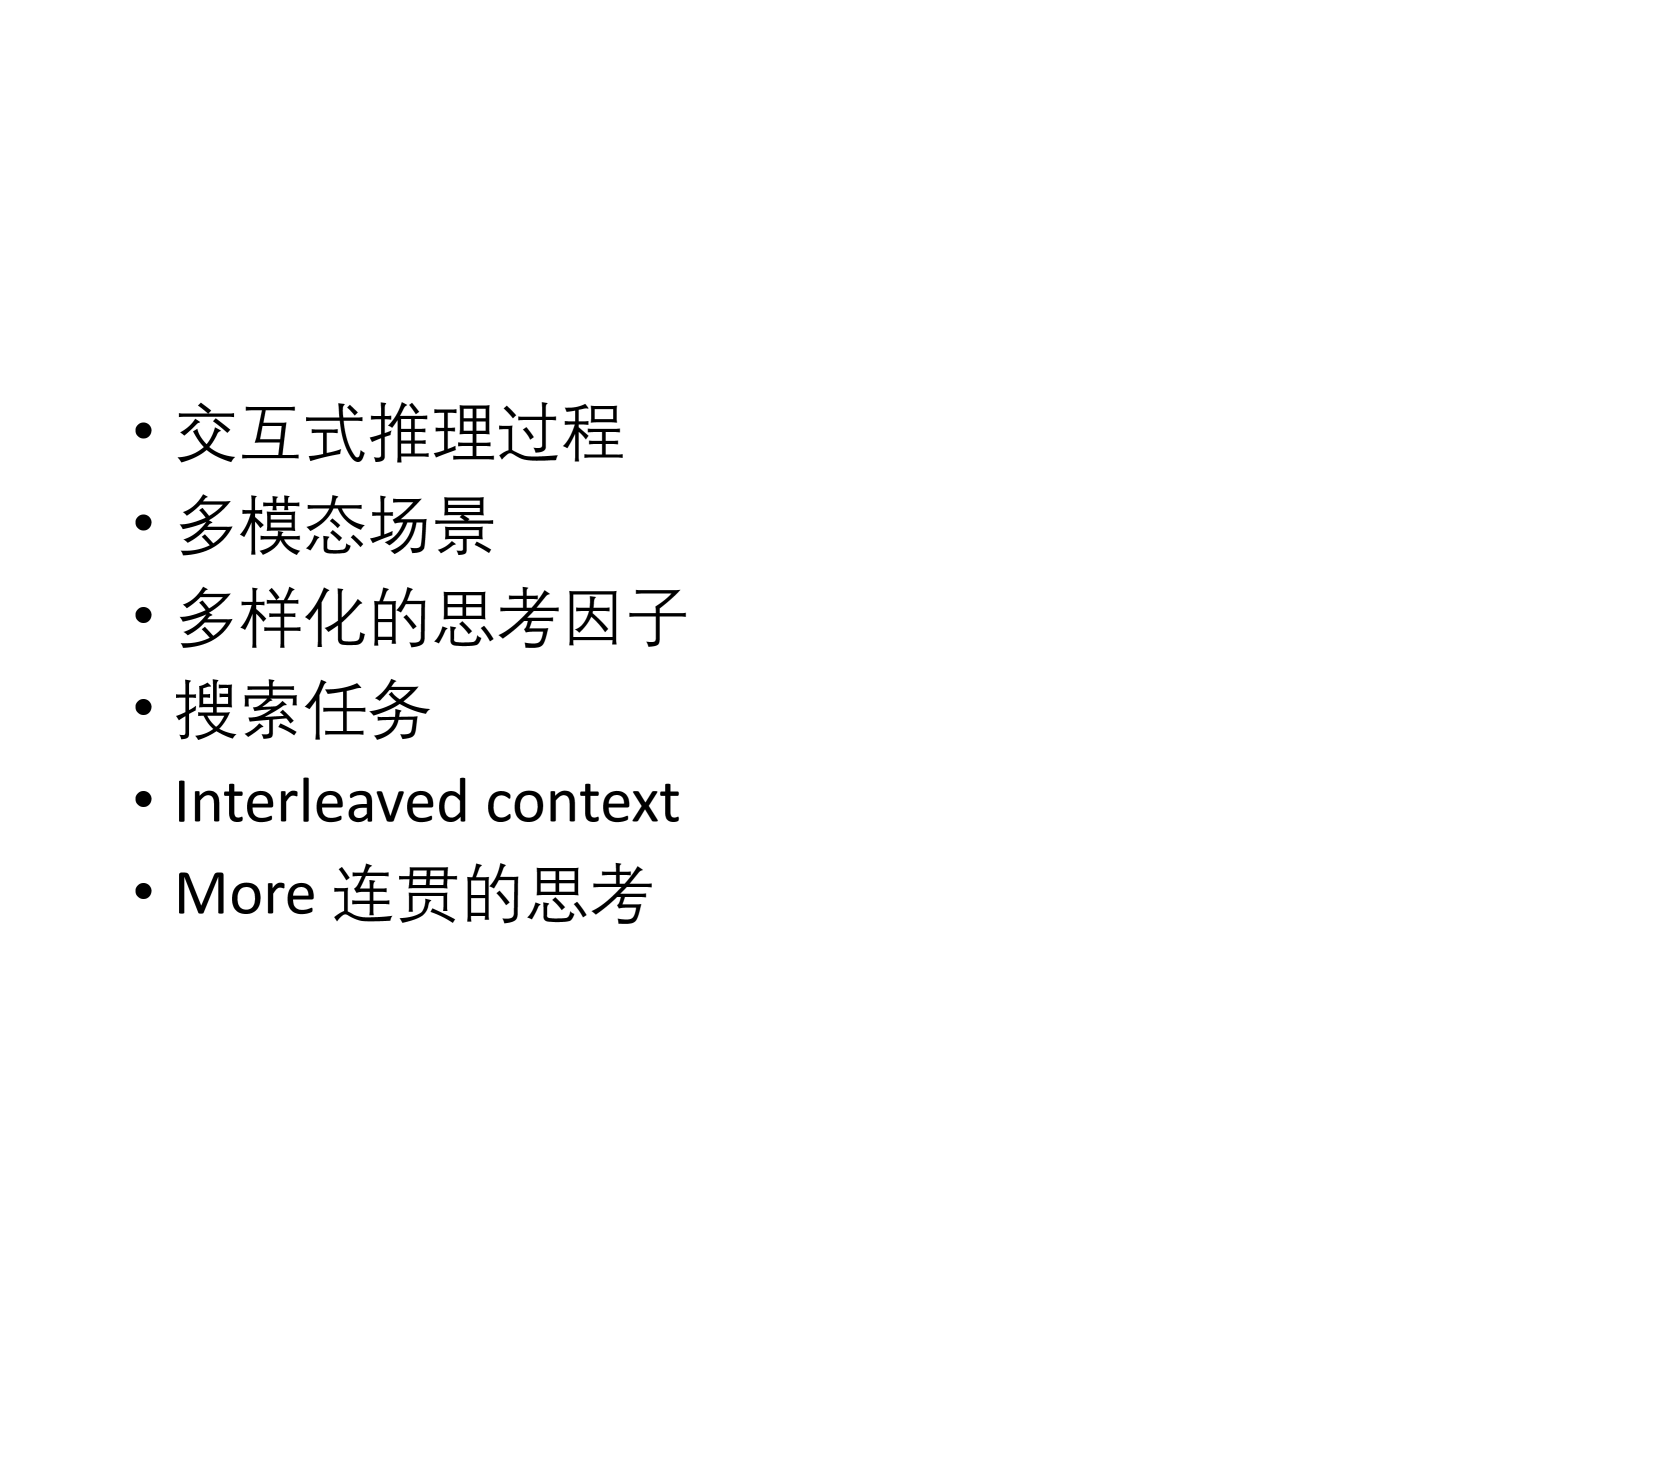 • 交互式推理过程
• 多模态场景
• 多样化的思考因子
• 搜索任务
• Interleaved context
• More 连贯的思考